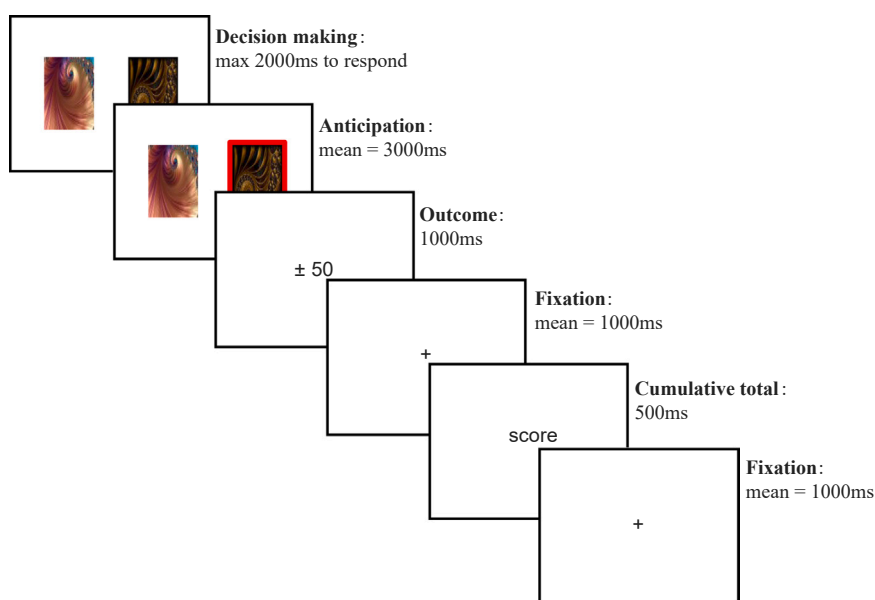 Decision making:
max 2000ms to respond
Anticipation:
mean = 3000ms
Outcome:
1000ms
± 50
Fixation:
mean = 1000ms
+
Cumulative total:
500ms
score
Fixation:
mean = 1000ms
+